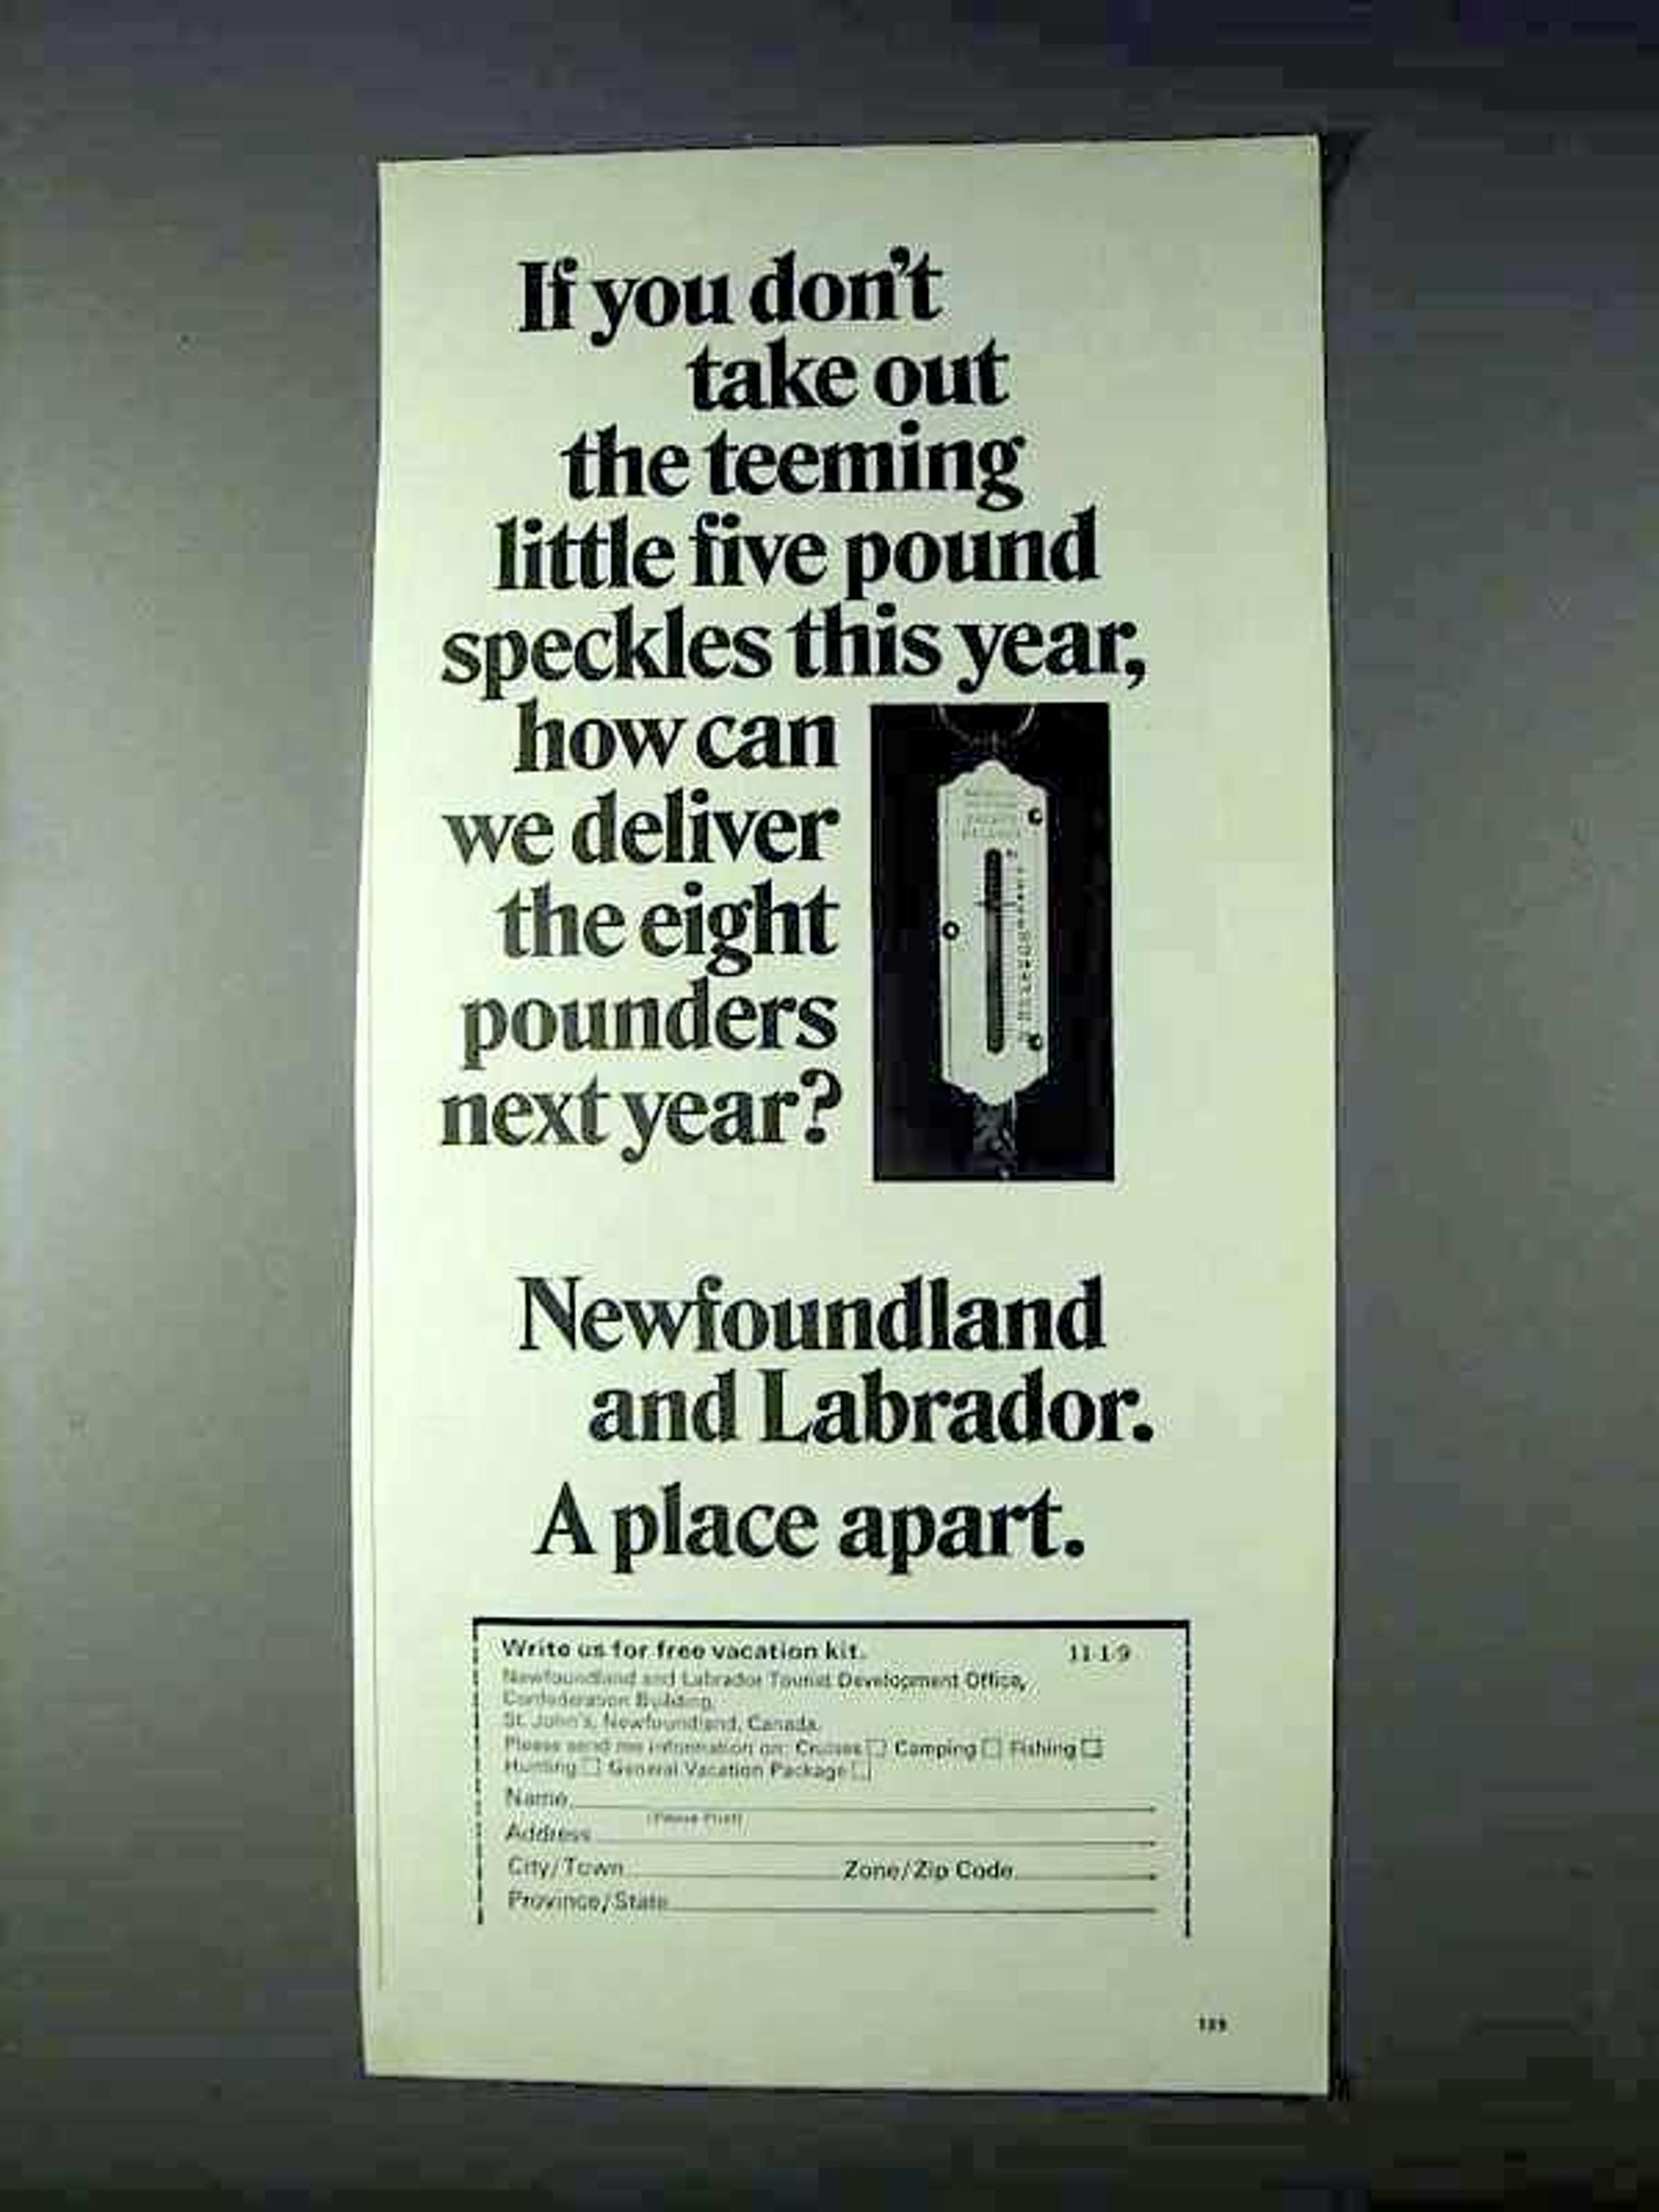 If you don't
take out
the teeming
little five pound
speckles this year,
how can
we deliver
the eight
pounders
next year?
Newfoundland
and Labrador.
A place apart.
Write us for free vacation kit. 11-1-9
Newfoundland and Labrador Tourist Development Office,
Confederation Building,
St. John's, Newfoundland, Canada.
Please send me information on: Cruises □ Camping □ Fishing □
Hunting □ General Vacation Package □
Name
(Please Print)
Address
City/Town Zone/Zip Code
Province/State